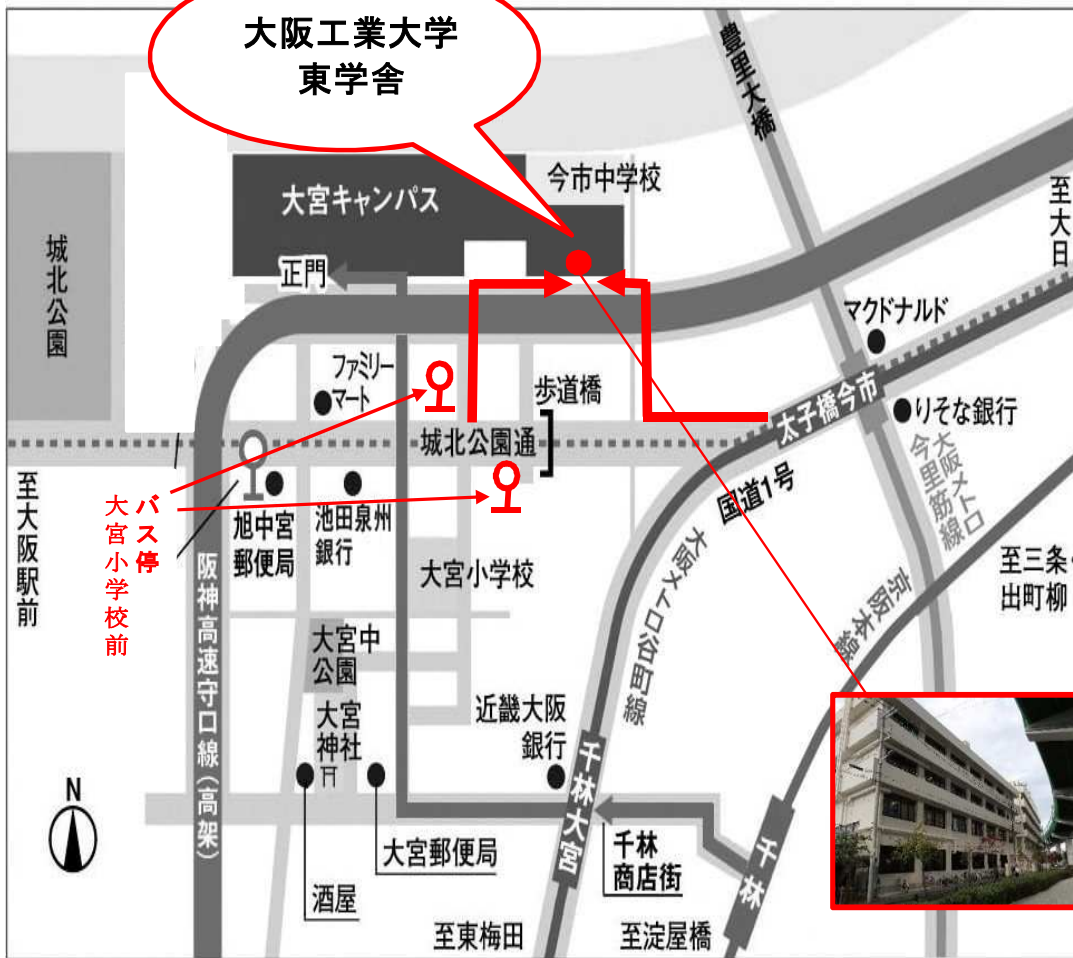 大阪工業大学
東学舎
豊里大橋
今市中学校
大宮キャンパス
至大日
城北公園
正門
マクドナルド
ファミリー
マート
歩道橋
太子橋今市
りそな銀行
城北公園通
大阪メトロ
今里筋線
国道1号
至大阪駅前
バス停
大宮小学校前
旭中宮
郵便局
池田泉州
銀行
大宮小学校
阪神高速守口線(高架)
大阪メトロ谷町線
京阪本線
至三条・
出町柳
大宮中
公園
大宮
神社
近畿大阪
銀行
N
千林大宮
千林
大宮郵便局
千林
商店街
酒屋
至東梅田
至淀屋橋